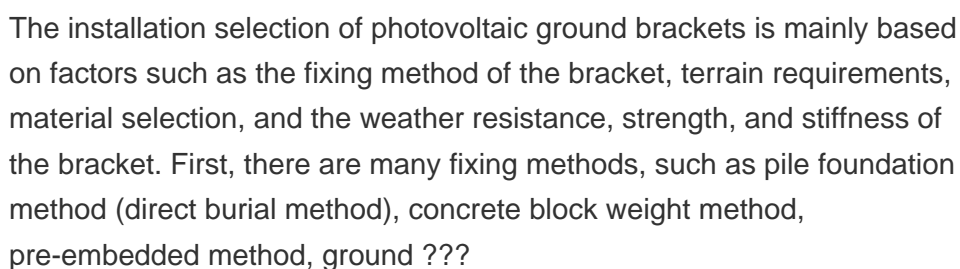 The installation selection of photovoltaic ground brackets is mainly based
on factors such as the fixing method of the bracket, terrain requirements,
material selection, and the weather resistance, strength, and stiffness of
the bracket. First, there are many fixing methods, such as pile foundation
method (direct burial method), concrete block weight method,
pre-embedded method, ground ???